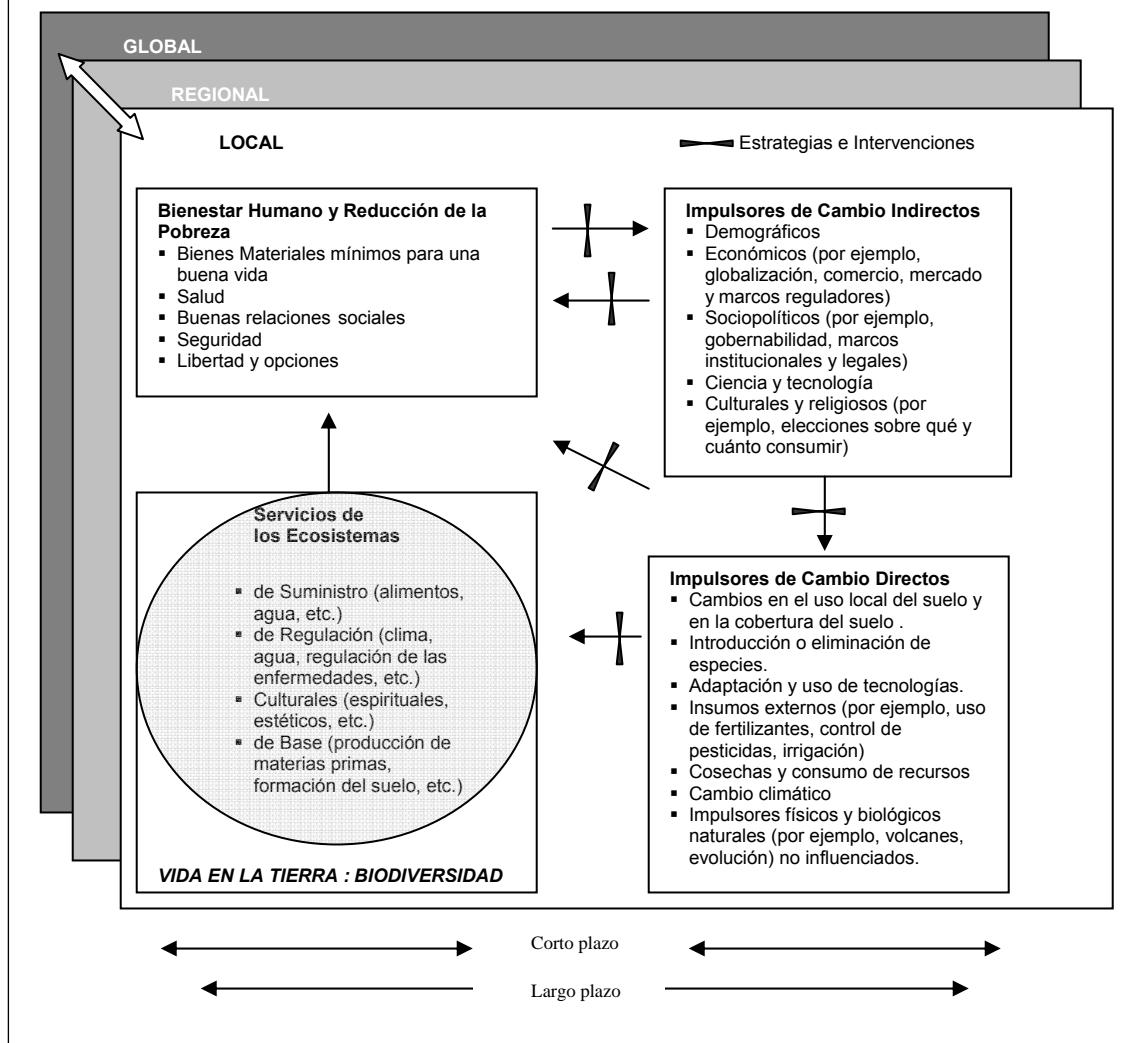 GLOBAL
REGIONAL
LOCAL
Estrategias e Intervenciones
Bienestar Humano y Reducción de la
Pobreza
▪ Bienes Materiales mínimos para una
buena vida
▪ Salud
▪ Buenas relaciones sociales
▪ Seguridad
▪ Libertad y opciones
Impulsores de Cambio Indirectos
▪ Demográficos
▪ Económicos (por ejemplo,
globalización, comercio, mercado
y marcos reguladores)
▪ Sociopolíticos (por ejemplo,
gobernabilidad, marcos
institucionales y legales)
▪ Ciencia y tecnología
▪ Culturales y religiosos (por
ejemplo, elecciones sobre qué y
cuánto consumir)
Servicios de
los Ecosistemas
▪ de Suministro (alimentos,
agua, etc.)
▪ de Regulación (clima,
agua, regulación de las
enfermedades, etc.)
▪ Culturales (espirituales,
estéticos, etc.)
▪ de Base (producción de
materias primas,
formación del suelo, etc.)
VIDA EN LA TIERRA : BIODIVERSIDAD
Impulsores de Cambio Directos
▪ Cambios en el uso local del suelo y
en la cobertura del suelo .
▪ Introducción o eliminación de
especies.
▪ Adaptación y uso de tecnologías.
▪ Insumos externos (por ejemplo, uso
de fertilizantes, control de
pesticidas, irrigación)
▪ Cosechas y consumo de recursos
▪ Cambio climático
▪ Impulsores físicos y biológicos
naturales (por ejemplo, volcanes,
evolución) no influenciados.
Corto plazo
Largo plazo